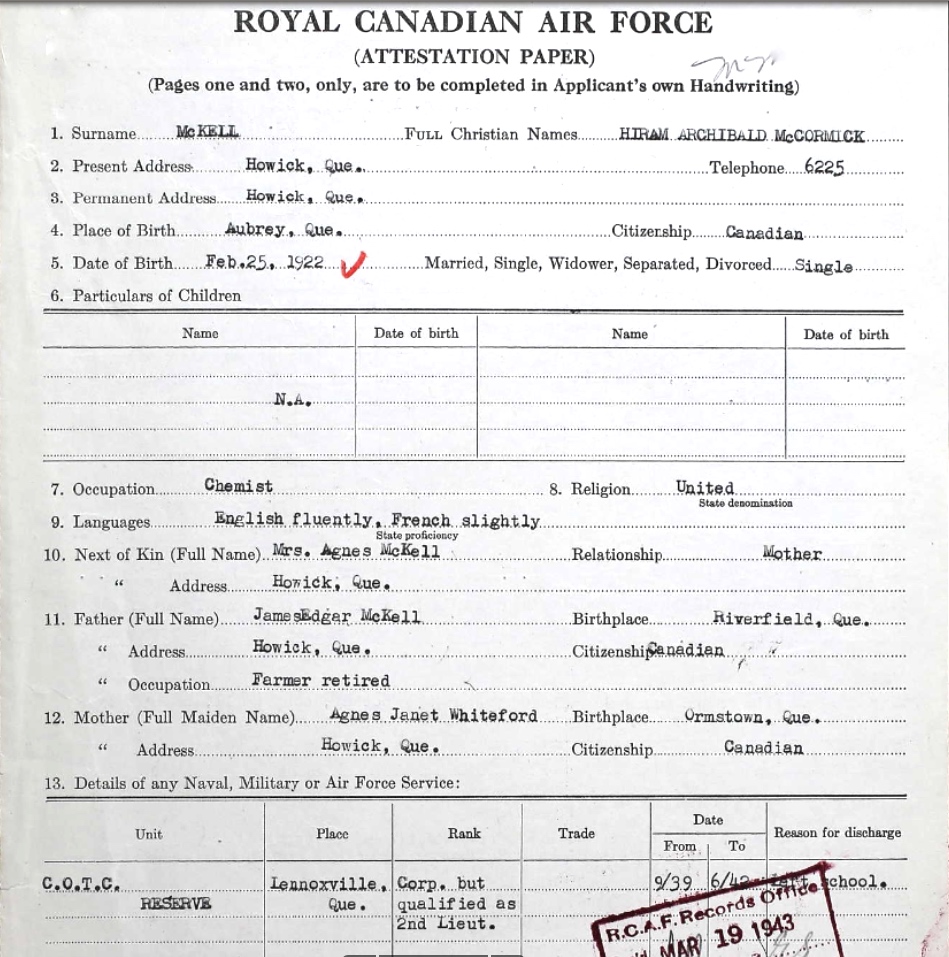 ROYAL CANADIAN AIR FORCE
(ATTESTATION PAPER)
(Pages one and two, only, are to be completed in Applicant's own Handwriting)
1. Surname McKELL FULL Christian Names HIRAM ARCHIBALD McCORMICK
2. Present Address Howick, Que. Telephone 6225
3. Permanent Address Howick, Que.
4. Place of Birth Aubrey, Que. Citizenship Canadian
5. Date of Birth Feb.25, 1922 Married, Single, Widower, Separated, Divorced Single
6. Particulars of Children
Name Date of birth Name Date of birth
N.A.
7. Occupation Chemist 8. Religion United
State denomination
9. Languages English fluently, French slightly
State proficiency
10. Next of Kin (Full Name) Mrs. Agnes McKell Relationship Mother
" Address Howick, Que.
11. Father (Full Name) JamesEdgar McKell Birthplace Riverfield, Que.
" Address Howick, Que. Citizenship Canadian
" Occupation Farmer retired
12. Mother (Full Maiden Name) Agnes Janet Whiteford Birthplace Ormstown, Que.
" Address Howick, Que. Citizenship Canadian
13. Details of any Naval, Military or Air Force Service:
Unit Place Rank Trade Date Reason for discharge
From To
C.O.T.C. Lennoxville, Corp. but 9/39 6/42 Left school.
RESERVE Que. qualified as
2nd Lieut.
R.C.A.F. Records Office
MAR 19 1943